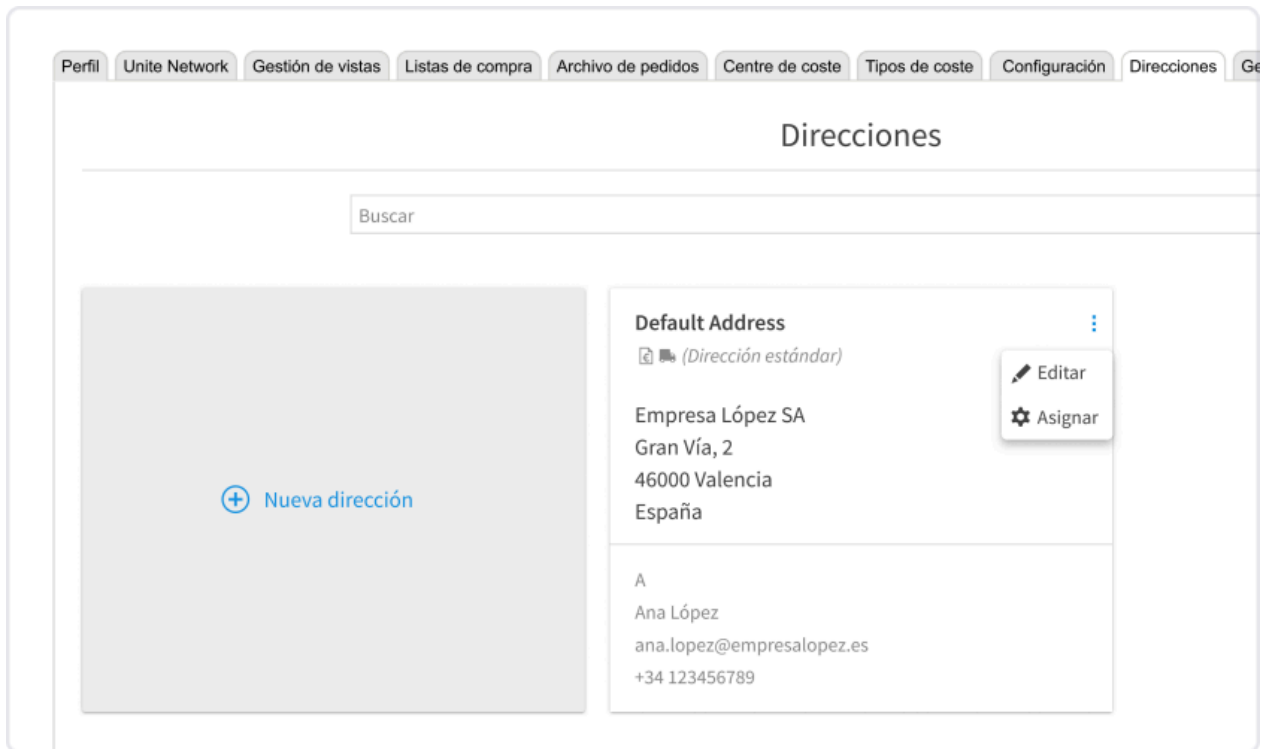 Perfil Unite Network Gestión de vistas Listas de compra Archivo de pedidos Centre de coste Tipos de coste Configuración Direcciones Ge
Direcciones
Buscar
Nueva dirección
Default Address
(Dirección estándar)
Editar
Asignar
Empresa López SA
Gran Vía, 2
46000 Valencia
España
A
Ana López
ana.lopez@empresalopez.es
+34 123456789